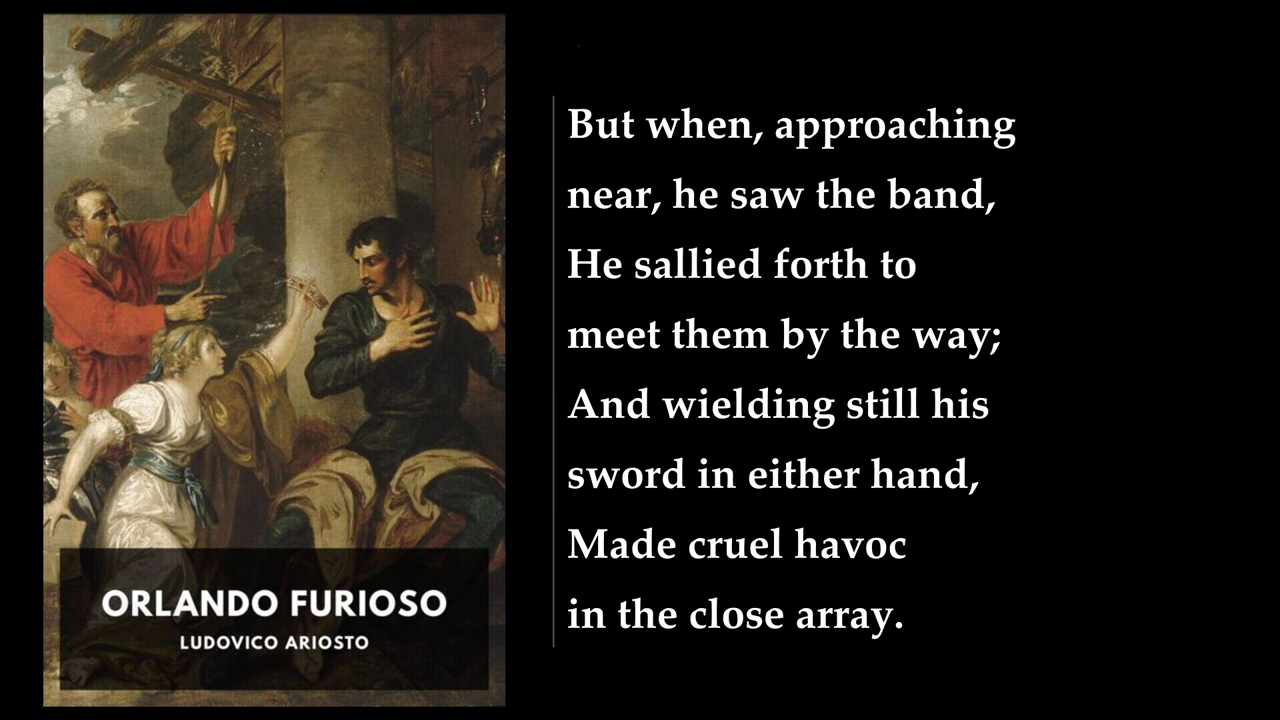 But when, approaching
near, he saw the band,
He sallied forth to
meet them by the way;
And wielding still his
sword in either hand,
Made cruel havoc
in the close array.
ORLANDO FURIOSO
LUDOVICO ARIOSTO